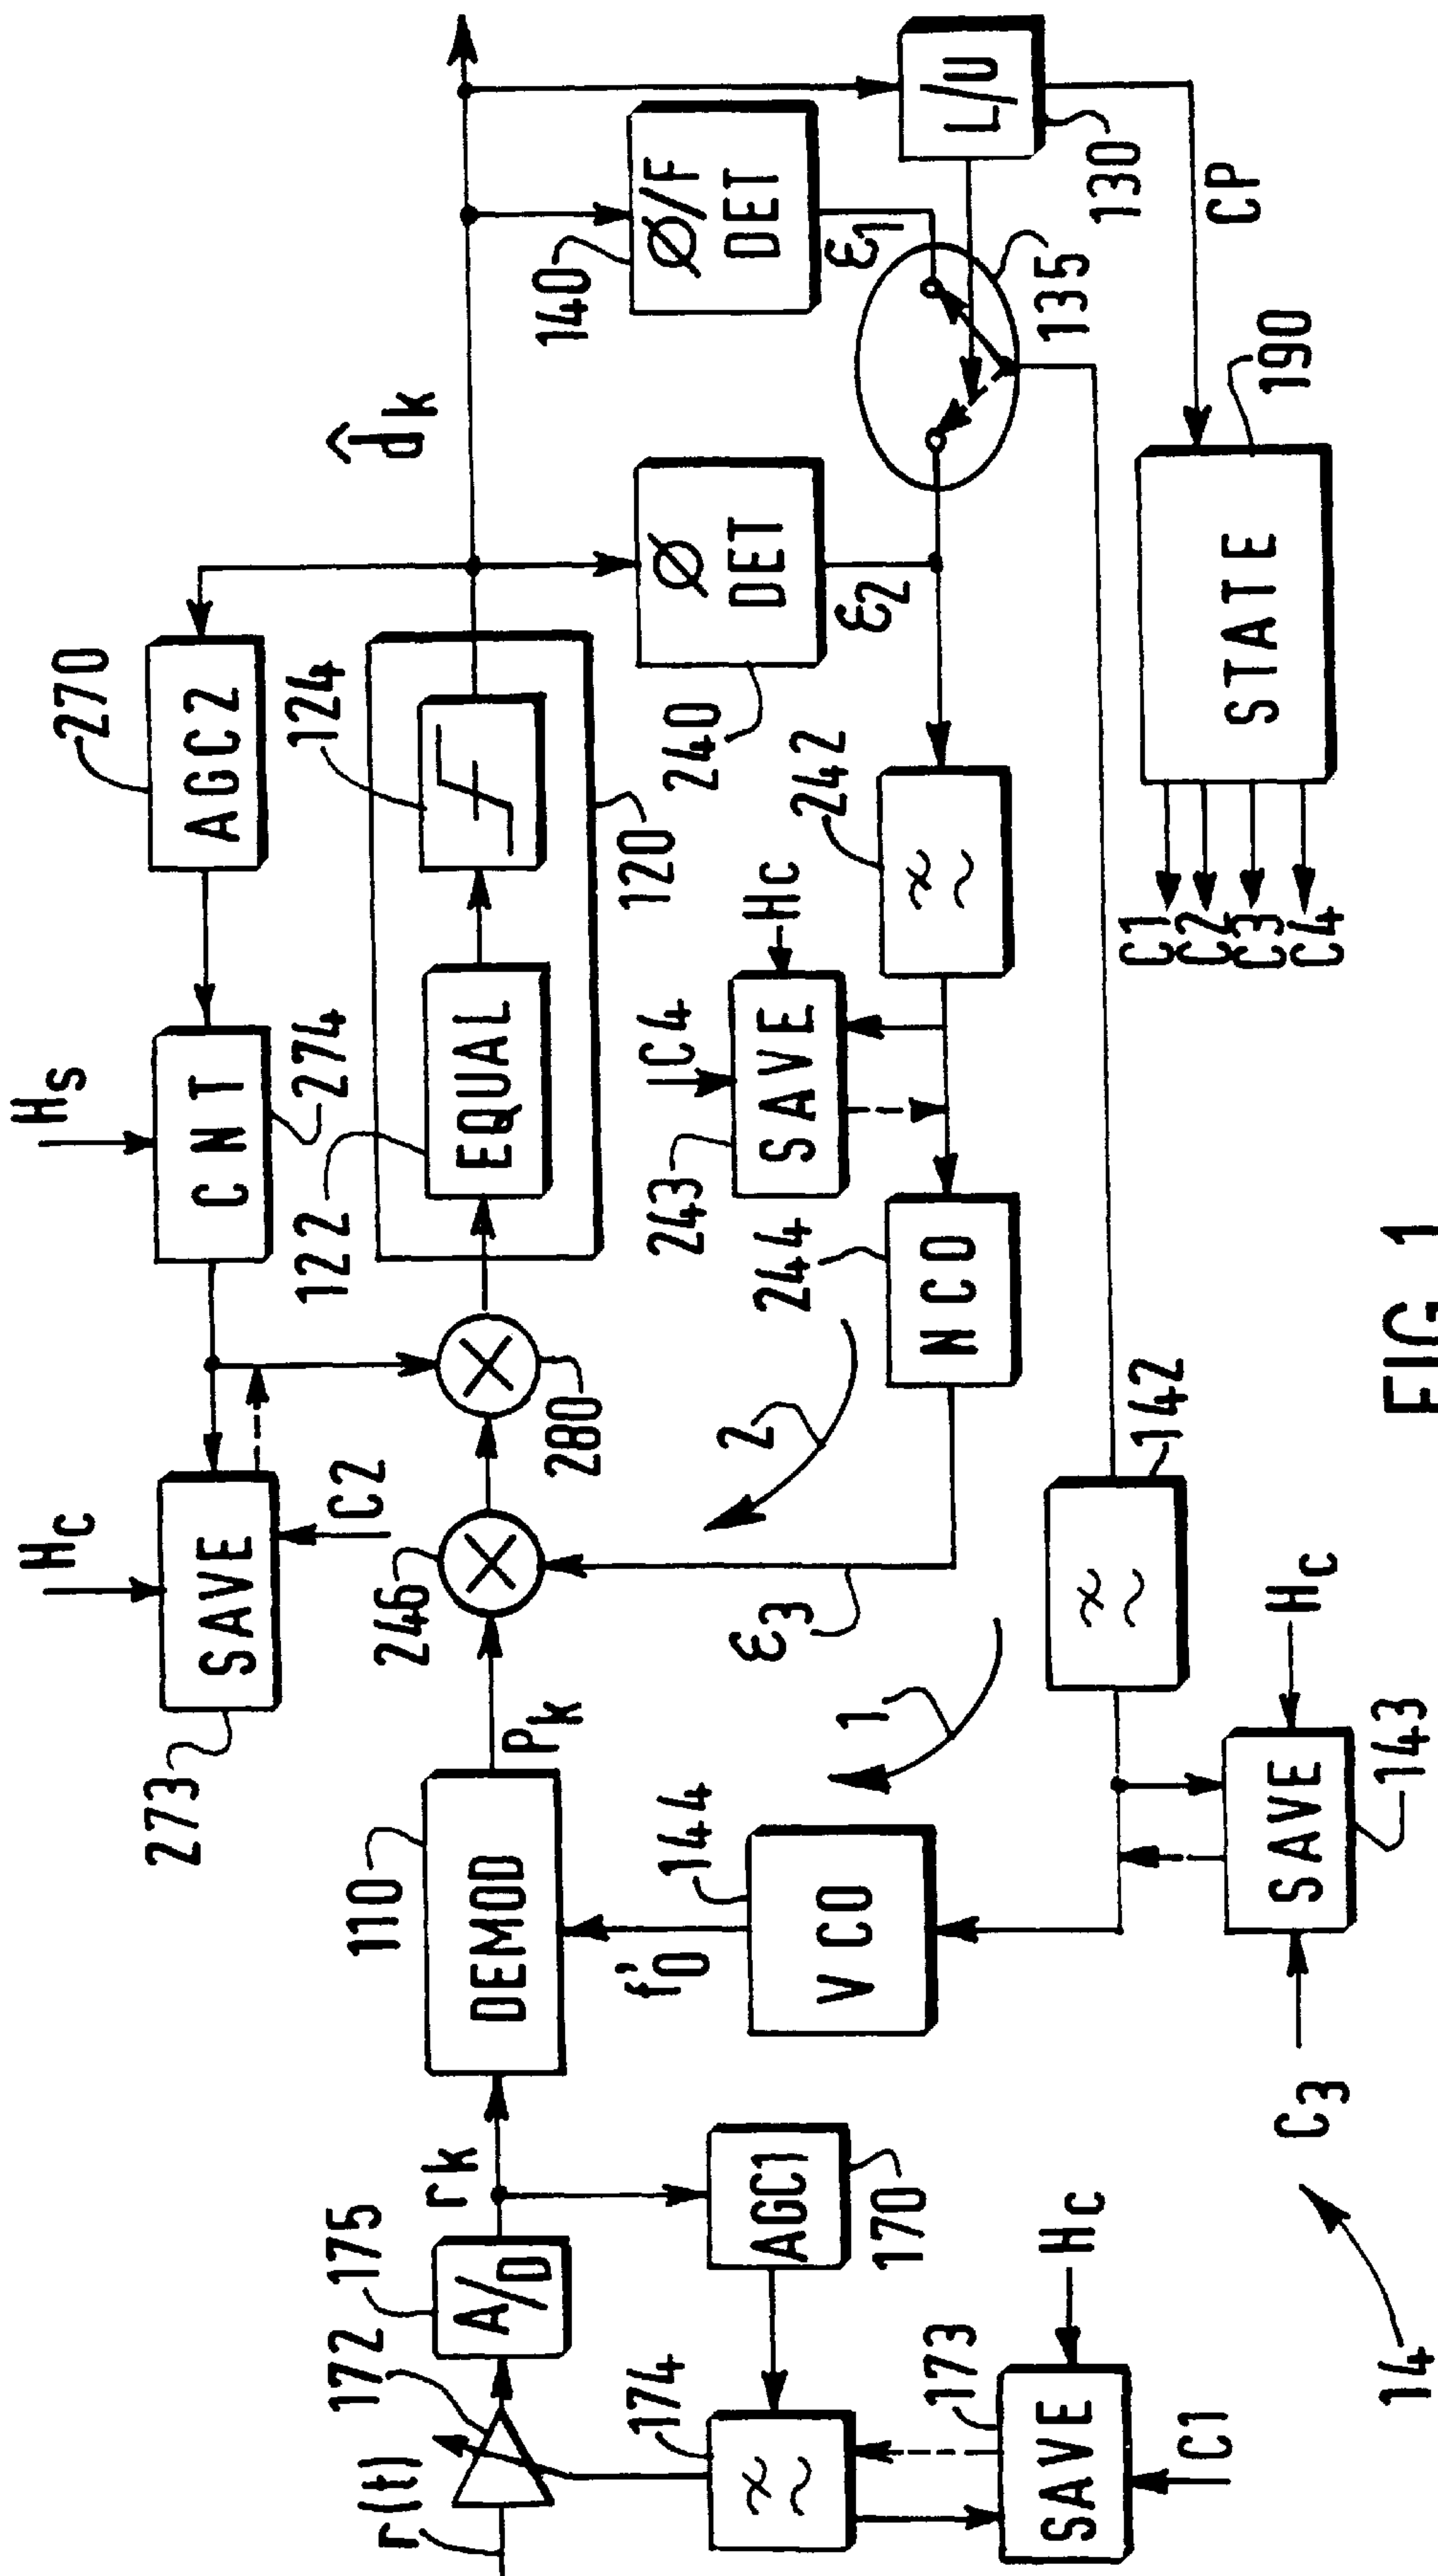 Hc
273
SAVE
C2
Hs
CNT
274
270
AGC2
r(t)
172
175
A/D
rk
110
DEMOD
Pk
246
280
122
EQUAL
124
120
d̂k
174
170
AGC1
173
SAVE
Hc
C1
f'0
144
VCO
1
ε3
2
244
NCO
243
SAVE
C4
Hc
242
240
Ø
DET
ε2
140
Ø/F
DET
ε1
135
L/U
130
CP
142
143
SAVE
Hc
C3
14
C1
C2
C3
C4
STATE
190
FIG. 1